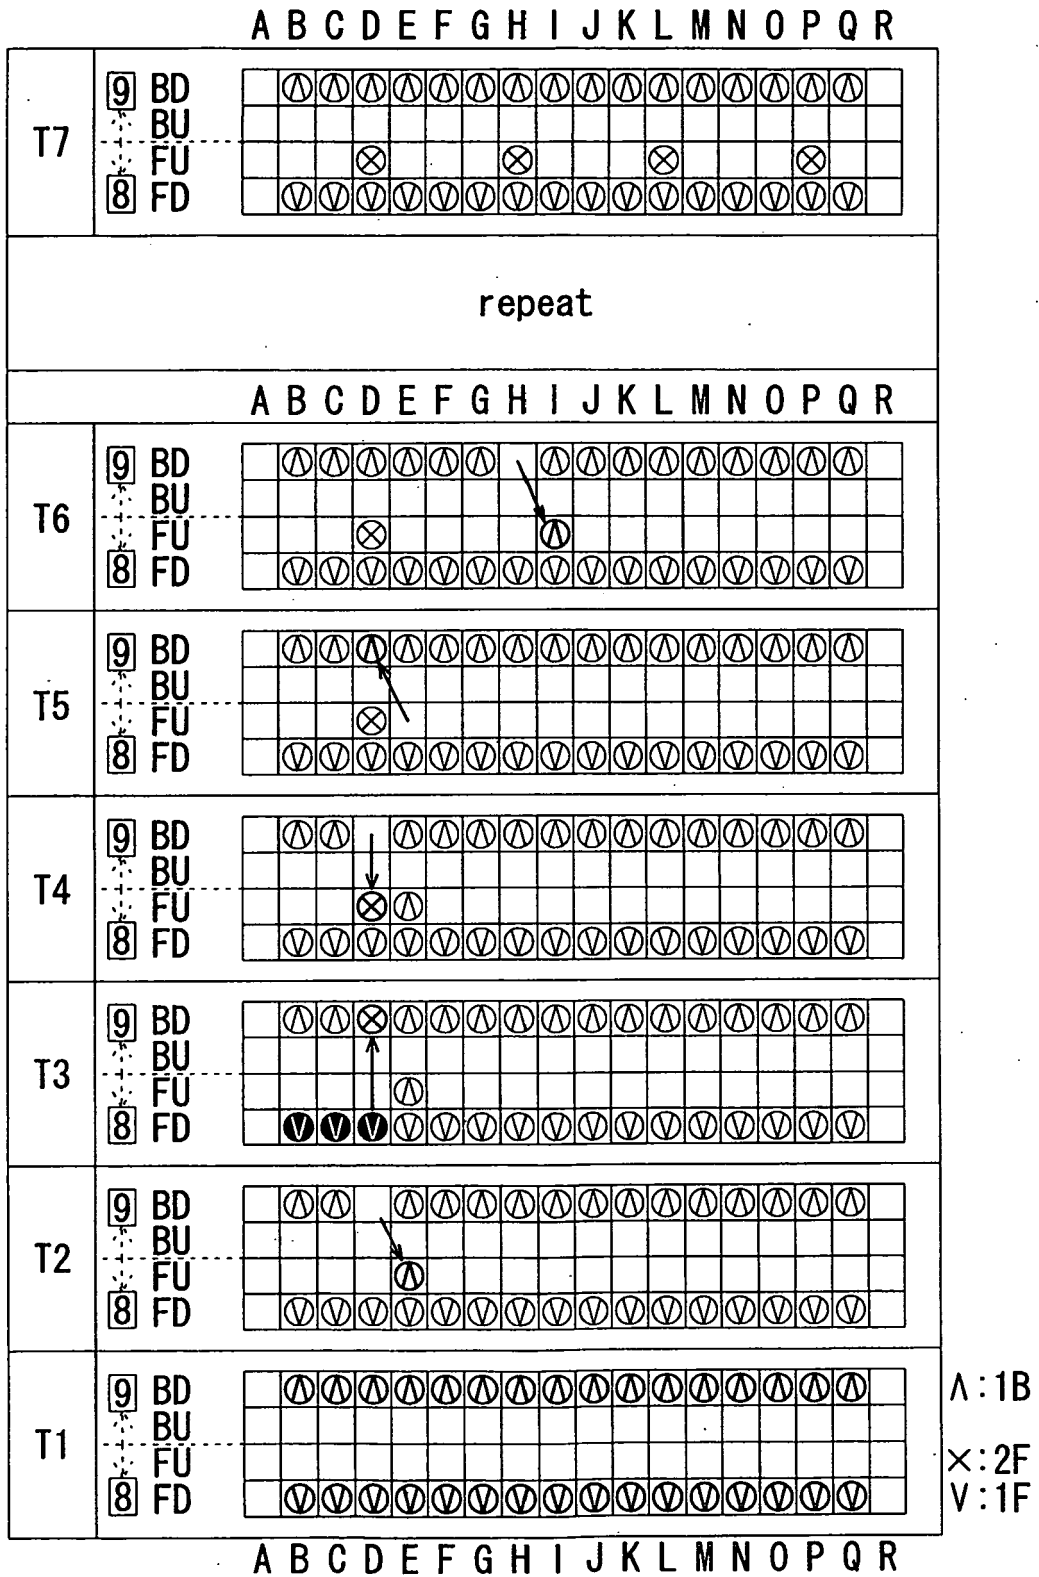 A B C D E F G H I J K L M N O P Q R
T7
9 BD
BU
FU
8 FD
repeat
A B C D E F G H I J K L M N O P Q R
T6
9 BD
BU
FU
8 FD
T5
9 BD
BU
FU
8 FD
T4
9 BD
BU
FU
8 FD
T3
9 BD
BU
FU
8 FD
T2
9 BD
BU
FU
8 FD
T1
9 BD
BU
FU
8 FD
∧:1B
×:2F
∨:1F
A B C D E F G H I J K L M N O P Q R